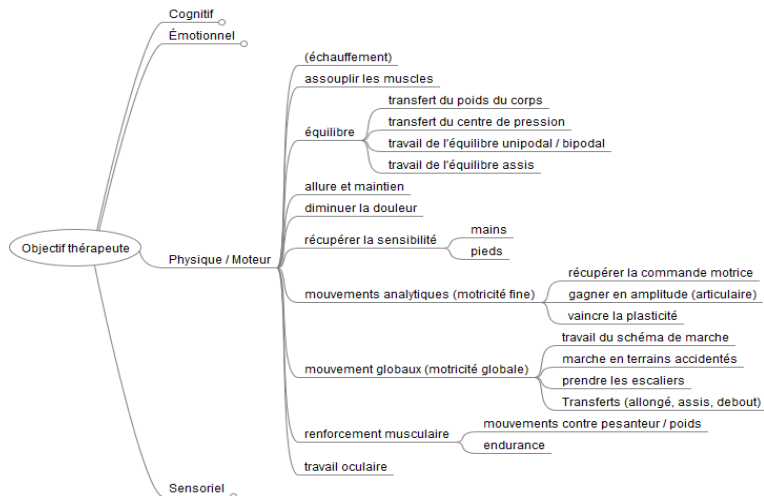 Cognitif
Émotionnel
(échauffement)
assouplir les muscles
transfert du poids du corps
transfert du centre de pression
équilibre
travail de l'équilibre unipodal / bipodal
travail de l'équilibre assis
allure et maintien
diminuer la douleur
Objectif thérapeute
Physique / Moteur
récupérer la sensibilité
mains
pieds
mouvements analytiques (motricité fine)
récupérer la commande motrice
gagner en amplitude (articulaire)
vaincre la plasticité
mouvement globaux (motricité globale)
travail du schéma de marche
marche en terrains accidentés
prendre les escaliers
Transferts (allongé, assis, debout)
renforcement musculaire
mouvements contre pesanteur / poids
endurance
travail oculaire
Sensoriel